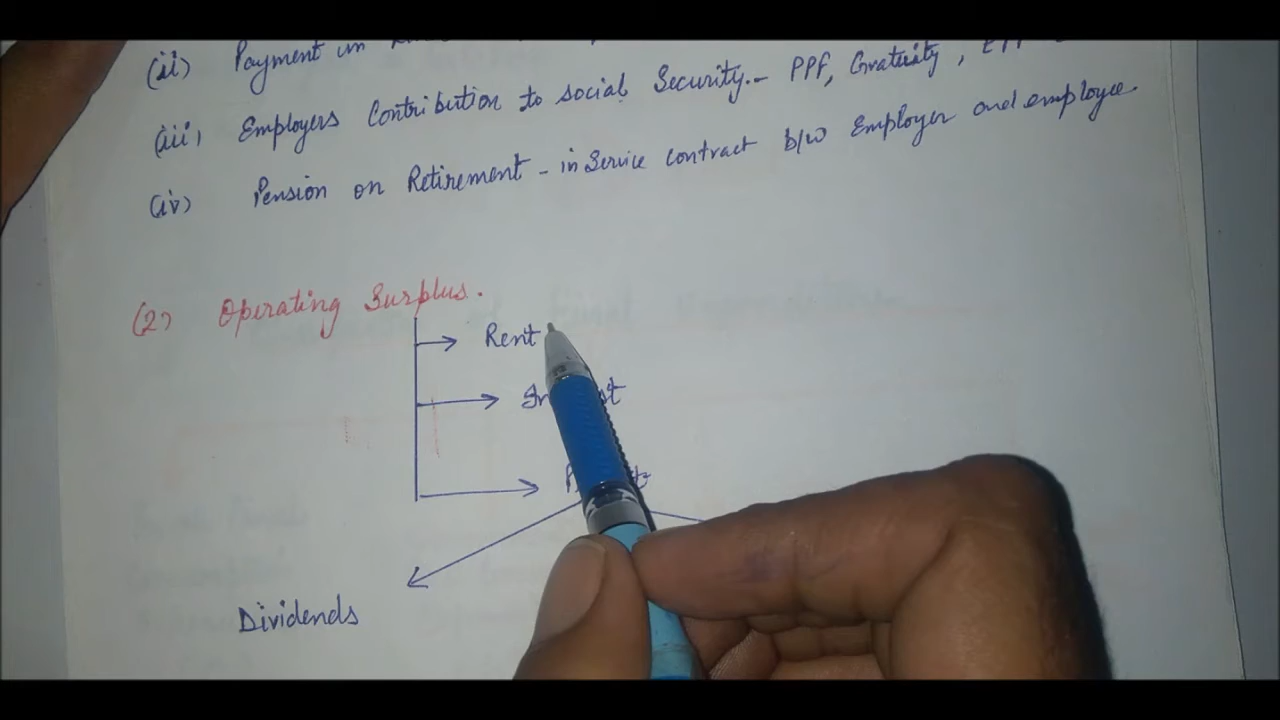 (ii) Payment in
(iii) Employers Contribution to social Security.- PPF, Gratuity,
(iv) Pension on Retirement - in Service contract b/w Employer and employee.
(2) Operating Surplus.
Rent
Dividends